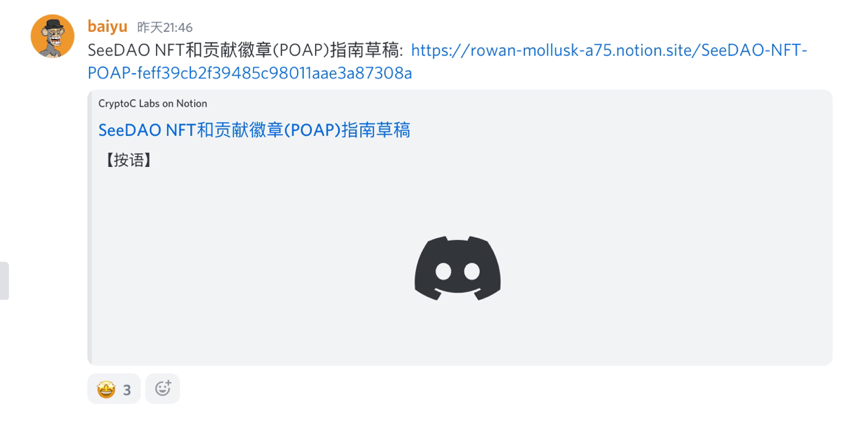 baiyu 昨天21:46
SeeDAO NFT和贡献徽章(POAP)指南草稿: https://rowan-mollusk-a75.notion.site/SeeDAO-NFT-
POAP-feff39cb2f39485c98011aae3a87308a
CryptoC Labs on Notion
SeeDAO NFT和贡献徽章(POAP)指南草稿
【按语】
3